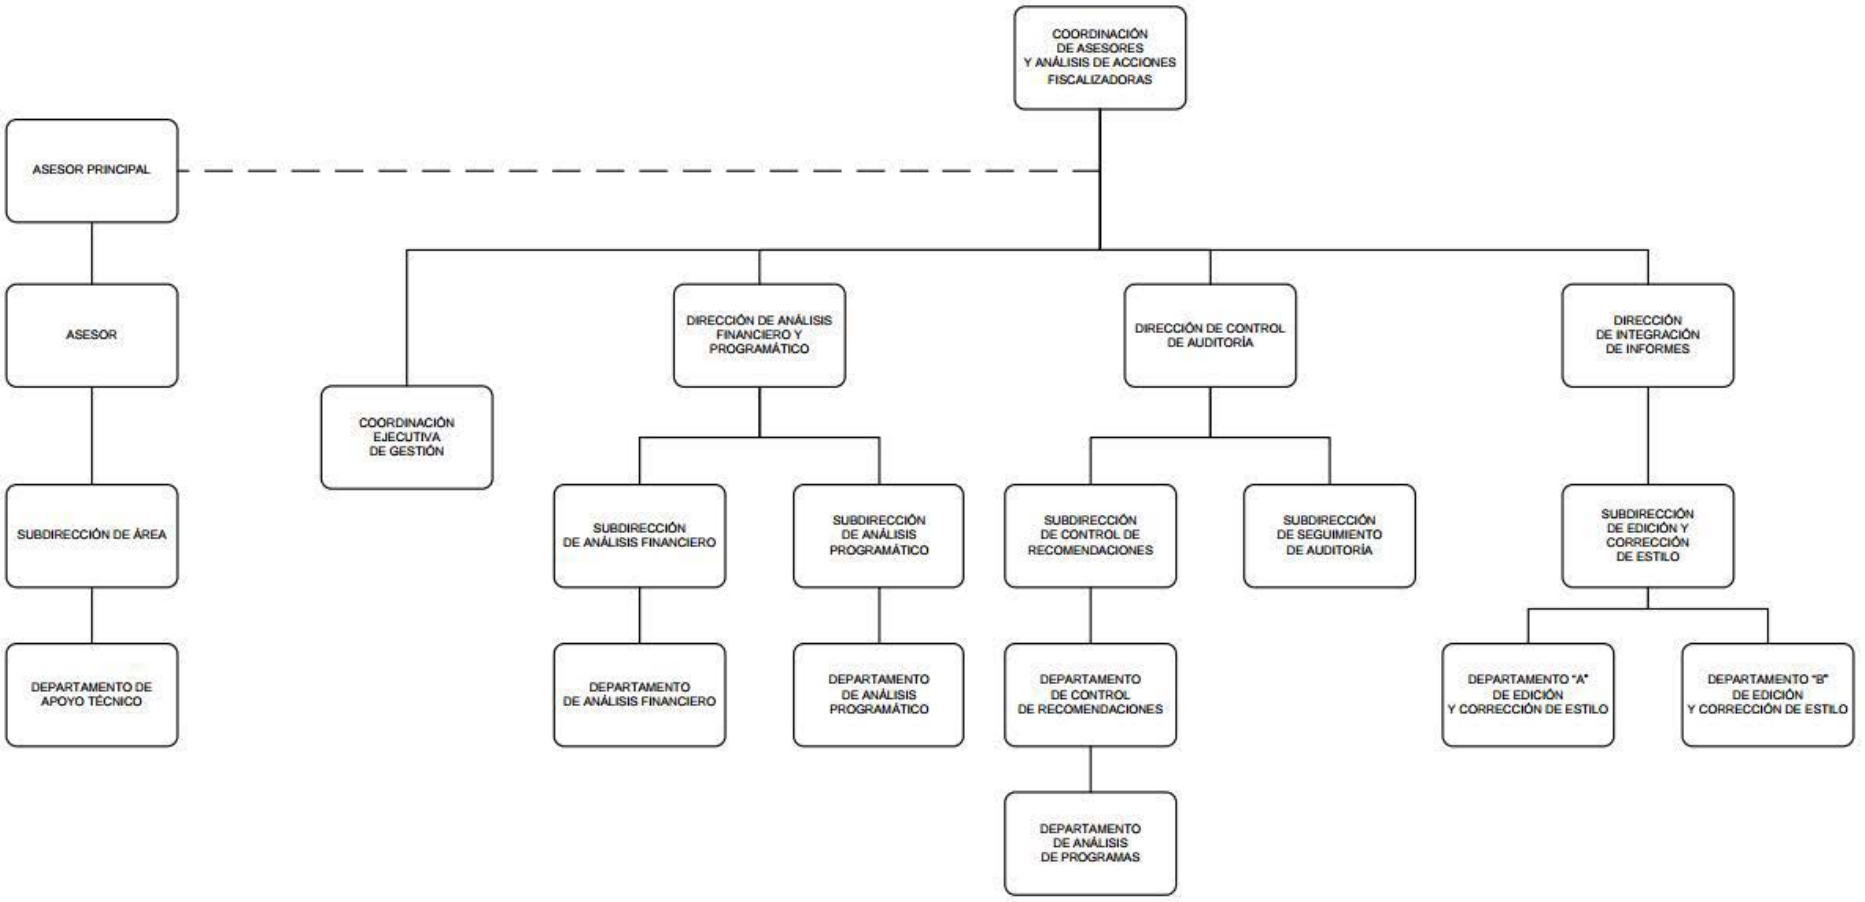 COORDINACIÓN
DE ASESORES
Y ANÁLISIS DE ACCIONES
FISCALIZADORAS
ASESOR PRINCIPAL
ASESOR
DIRECCIÓN DE ANÁLISIS
FINANCIERO Y
PROGRAMÁTICO
DIRECCIÓN DE CONTROL
DE AUDITORÍA
DIRECCIÓN
DE INTEGRACIÓN
DE INFORMES
COORDINACIÓN
EJECUTIVA
DE GESTIÓN
SUBDIRECCIÓN DE ÁREA
SUBDIRECCIÓN
DE ANÁLISIS FINANCIERO
SUBDIRECCIÓN
DE ANÁLISIS
PROGRAMÁTICO
SUBDIRECCIÓN
DE CONTROL DE
RECOMENDACIONES
SUBDIRECCIÓN
DE SEGUIMIENTO
DE AUDITORÍA
SUBDIRECCIÓN
DE EDICIÓN Y
CORRECCIÓN
DE ESTILO
DEPARTAMENTO DE
APOYO TÉCNICO
DEPARTAMENTO
DE ANÁLISIS FINANCIERO
DEPARTAMENTO
DE ANÁLISIS
PROGRAMÁTICO
DEPARTAMENTO
DE CONTROL
DE RECOMENDACIONES
DEPARTAMENTO "A"
DE EDICIÓN
Y CORRECCIÓN DE ESTILO
DEPARTAMENTO "B"
DE EDICIÓN
Y CORRECCIÓN DE ESTILO
DEPARTAMENTO
DE ANÁLISIS
DE PROGRAMAS